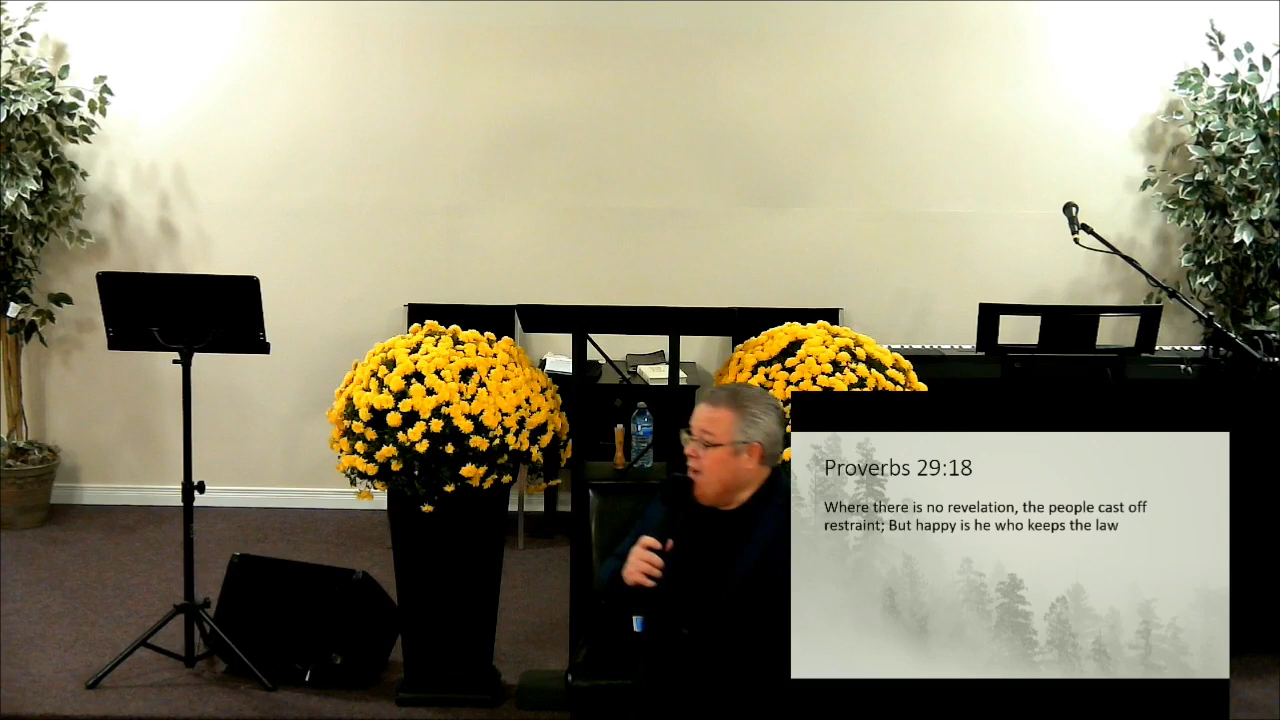 Proverbs 29:18
Where there is no revelation, the people cast off
restraint; But happy is he who keeps the law